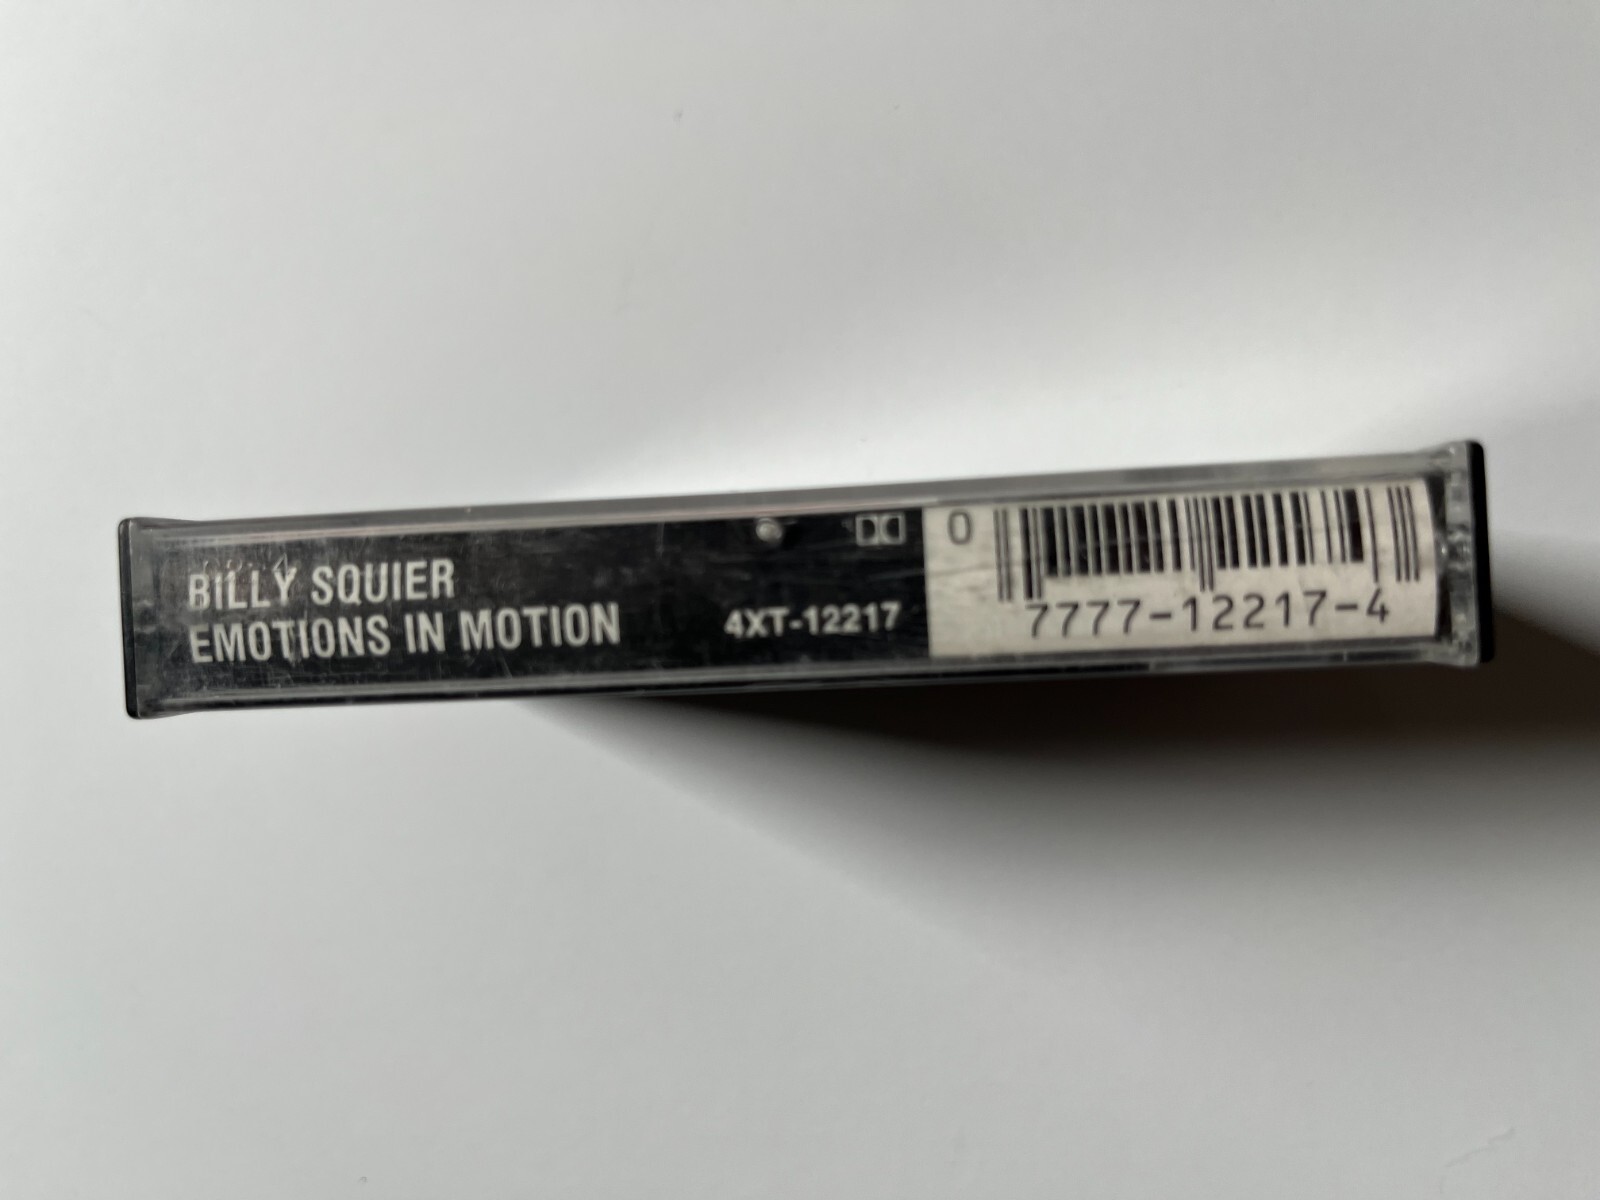 BILLY SQUIER
EMOTIONS IN MOTION
4XT-12217
0
7777-12217-4